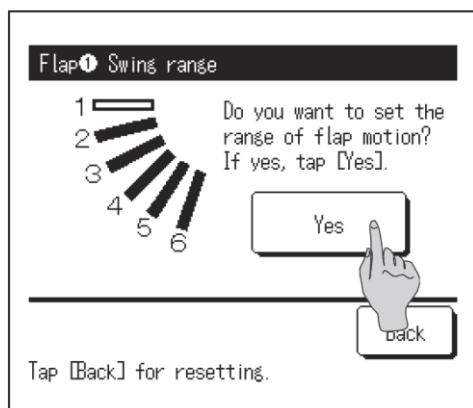 Flap❶ Swing range
1
2
3
4
5
6
Do you want to set the
range of flap motion?
If yes, tap [Yes].
Yes
Back
Tap [Back] for resetting.